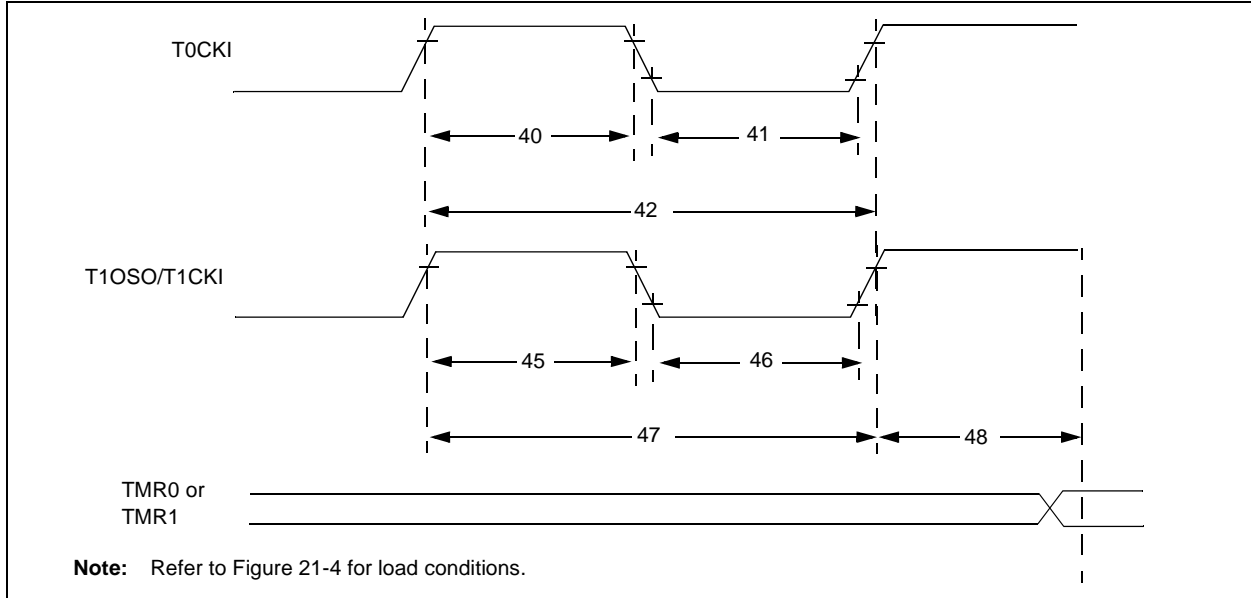 T0CKI
40
41
42
T1OSO/T1CKI
45
46
47
48
TMR0 or
TMR1
Note: Refer to Figure 21-4 for load conditions.